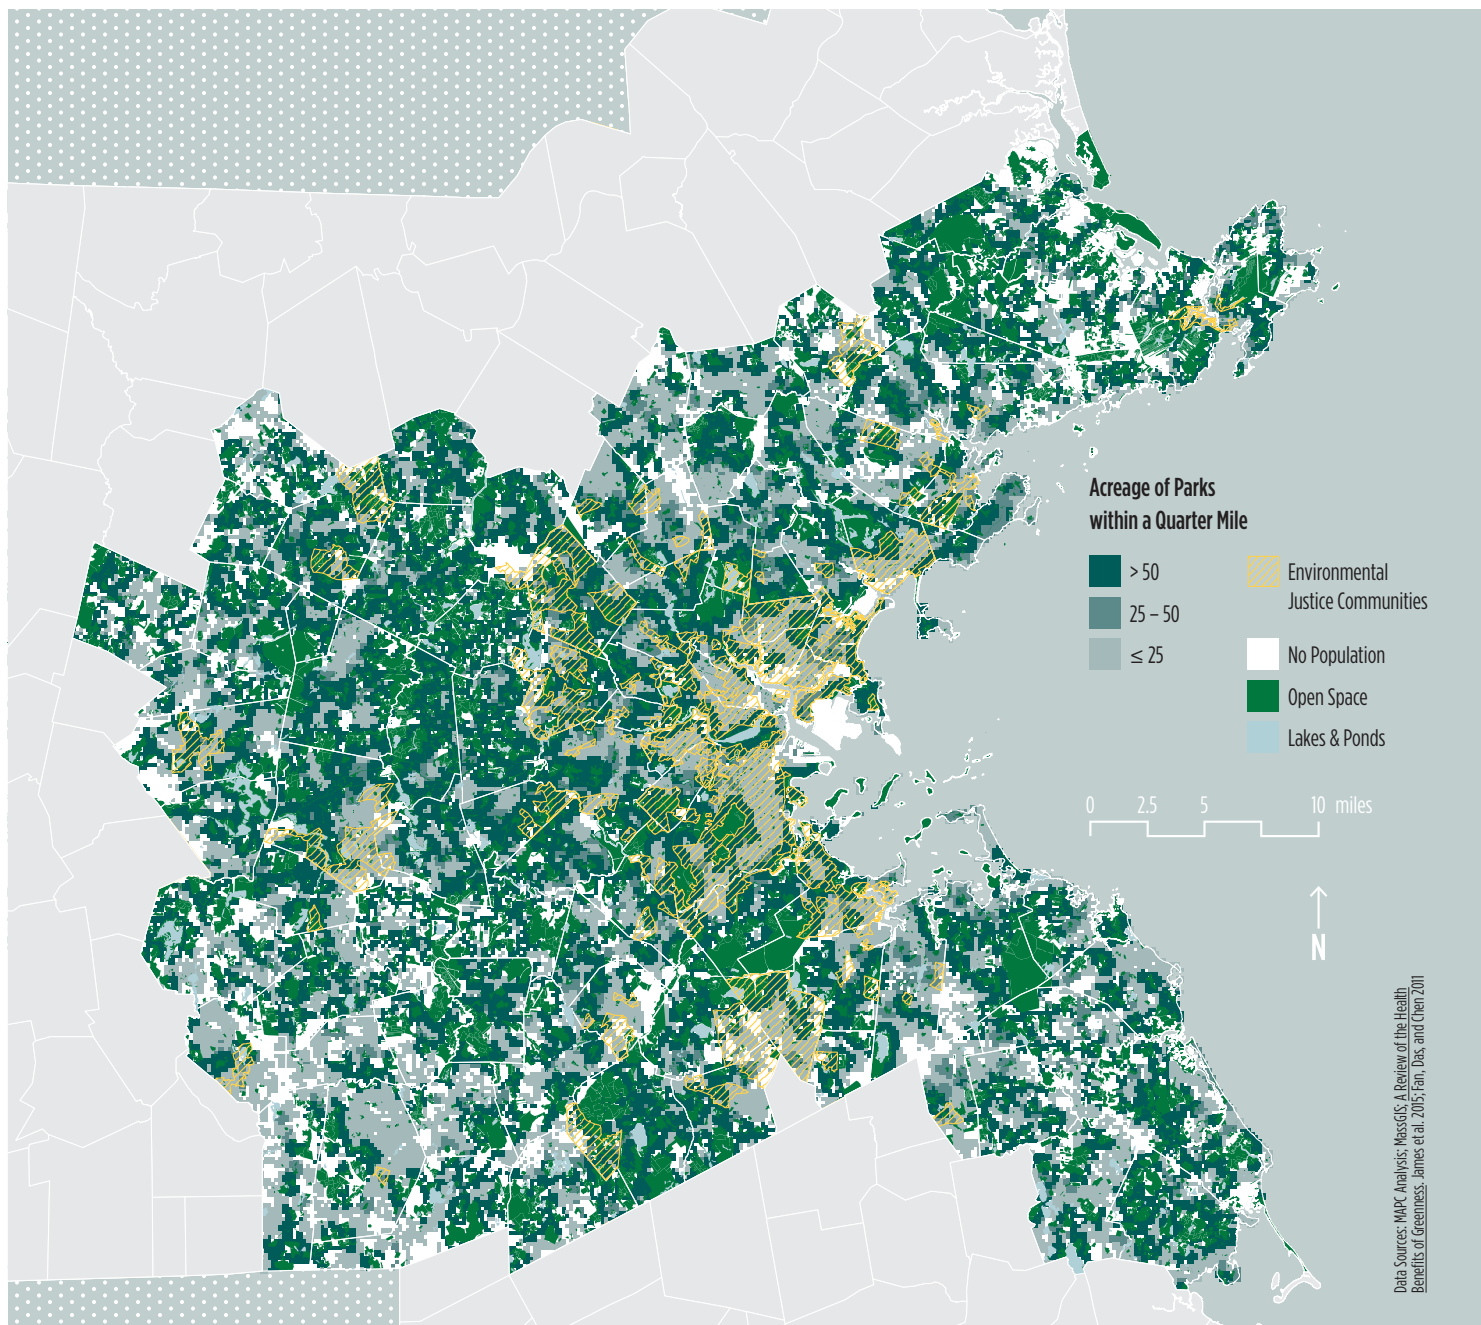 Acreage of Parks
within a Quarter Mile
> 50
25 – 50
≤ 25
Environmental
Justice Communities
No Population
Open Space
Lakes & Ponds
0 2.5 5 10 miles
N
Data Sources: MAPC Analysis; MassGIS; A Review of the Health
Benefits of Greenness. James et al. 2015; Fan, Das, and Chen 2011